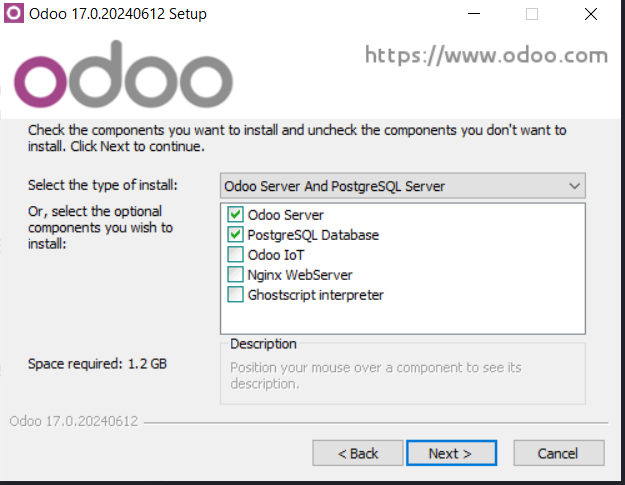 Odoo 17.0.20240612 Setup
odoo
https://www.odoo.com
Check the components you want to install and uncheck the components you don't want to
install. Click Next to continue.
Select the type of install:
Odoo Server And PostgreSQL Server
Or, select the optional
components you wish to
install:
Odoo Server
PostgreSQL Database
Odoo IoT
Nginx WebServer
Ghostscript interpreter
Space required: 1.2 GB
Description
Position your mouse over a component to see its
description.
Odoo 17.0.20240612
< Back
Next >
Cancel